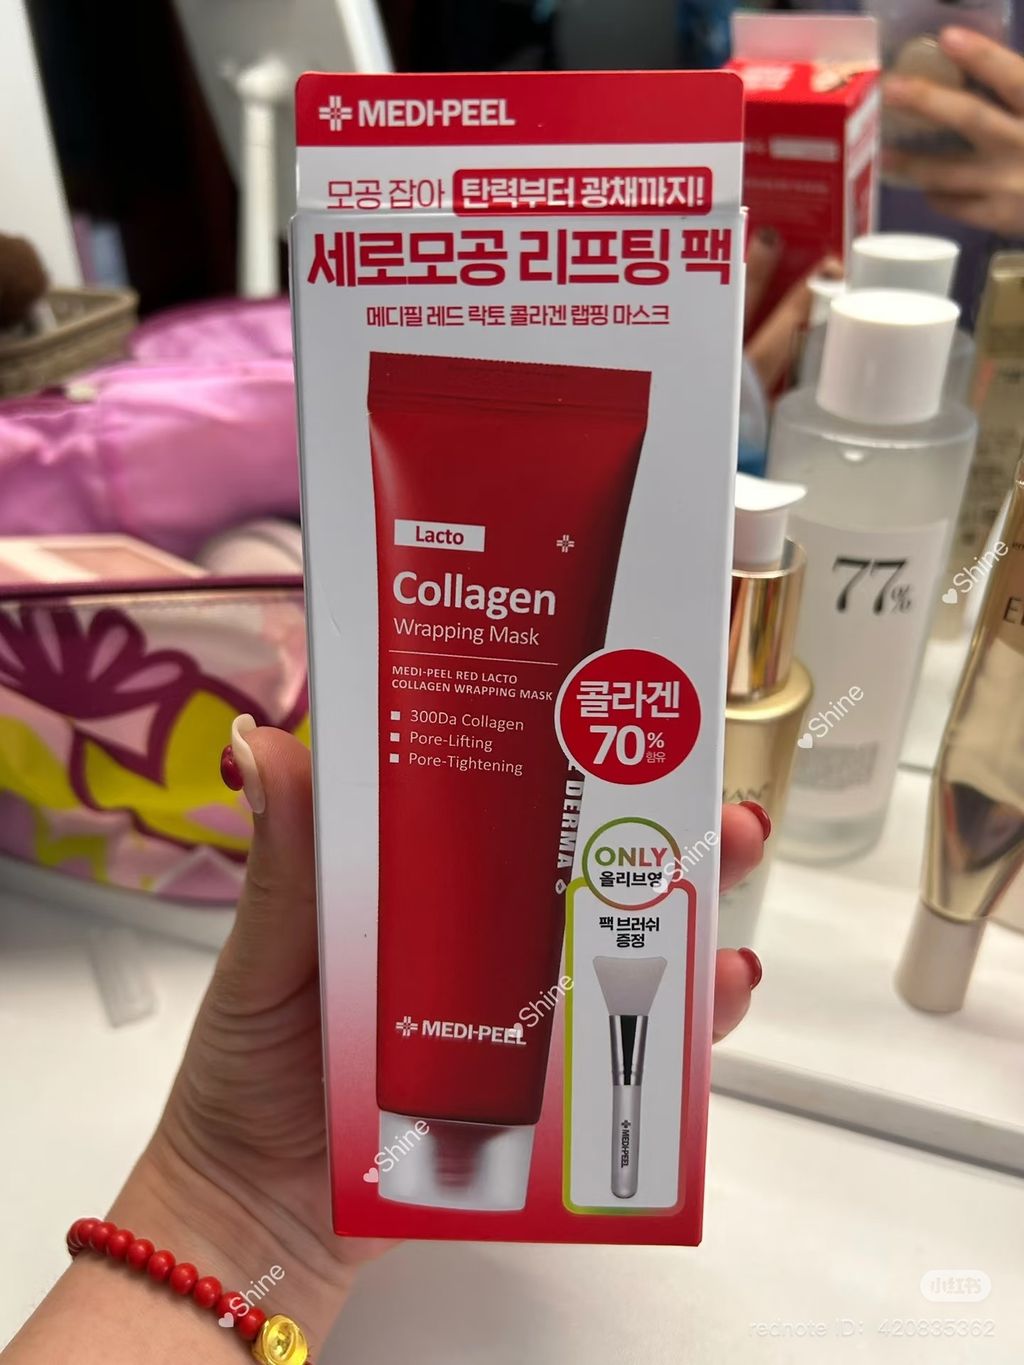 MEDI-PEEL
모공 잡아 탄력부터 광채까지!
세로모공 리프팅 팩
메디필 레드 락토 콜라겐 랩핑 마스크
Lacto
Collagen
Wrapping Mask
MEDI-PEEL RED LACTO
COLLAGEN WRAPPING MASK
300Da Collagen
Pore-Lifting
Pore-Tightening
콜라겐
70%
함유
DERMA
ONLY
올리브영
팩 브러쉬
증정
MEDI-PEEL
MEDI-PEEL
77%
Shine
Shine
Shine
Shine
Shine
Shine
小红书
rednote ID: 420835362